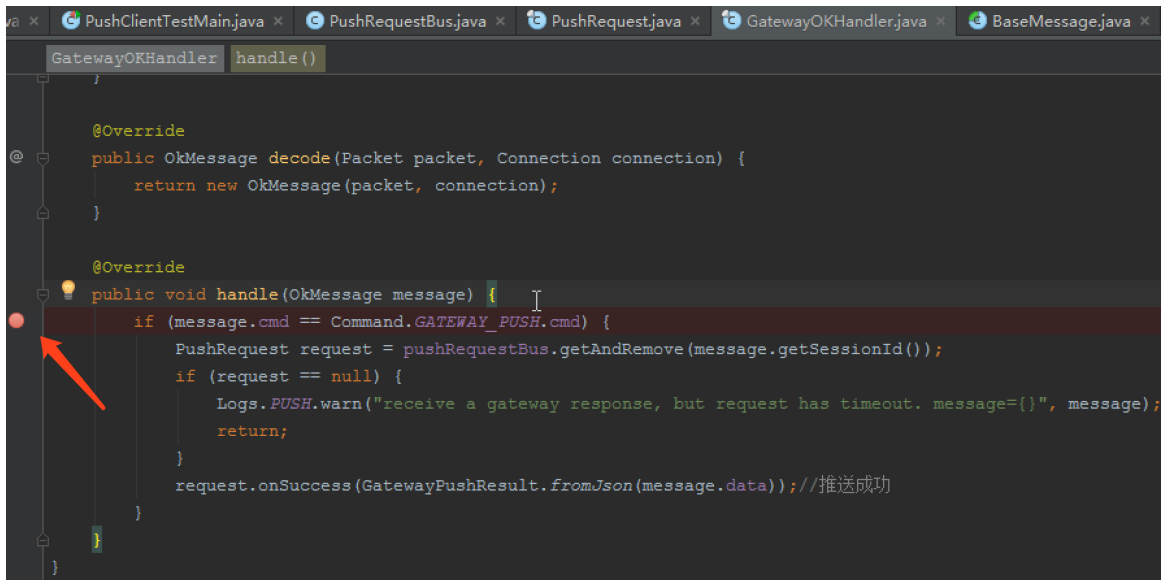 va × PushClientTestMain.java × PushRequestBus.java × PushRequest.java × GatewayOKHandler.java × BaseMessage.java ×
GatewayOKHandler handle()
}
@Override
@ public OkMessage decode(Packet packet, Connection connection) {
return new OkMessage(packet, connection);
}
@Override
public void handle(OkMessage message) {
if (message.cmd == Command.GATEWAY_PUSH.cmd) {
PushRequest request = pushRequestBus.getAndRemove(message.getSessionId());
if (request == null) {
Logs.PUSH.warn("receive a gateway response, but request has timeout. message={}", message);
return;
}
request.onSuccess(GatewayPushResult.fromJson(message.data));//推送成功
}
}
}